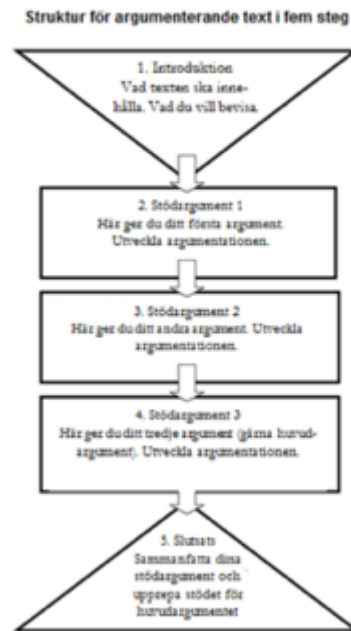 Struktur för argumenterande text i fem steg
1. Introduktion
Vad texten ska inne-
hålla. Vad du vill bevisa.
2. Stödargument 1
Här ger du ditt första argument.
Utveckla argumentationen.
3. Stödargument 2
Här ger du ditt andra argument. Utveckla
argumentationen.
4. Stödargument 3
Här ger du ditt tredje argument (gärna huvud-
argument). Utveckla argumentationen.
5. Slutsats
Sammanfatta dina
stödargument och
upprepa stödet för
huvudargumentet